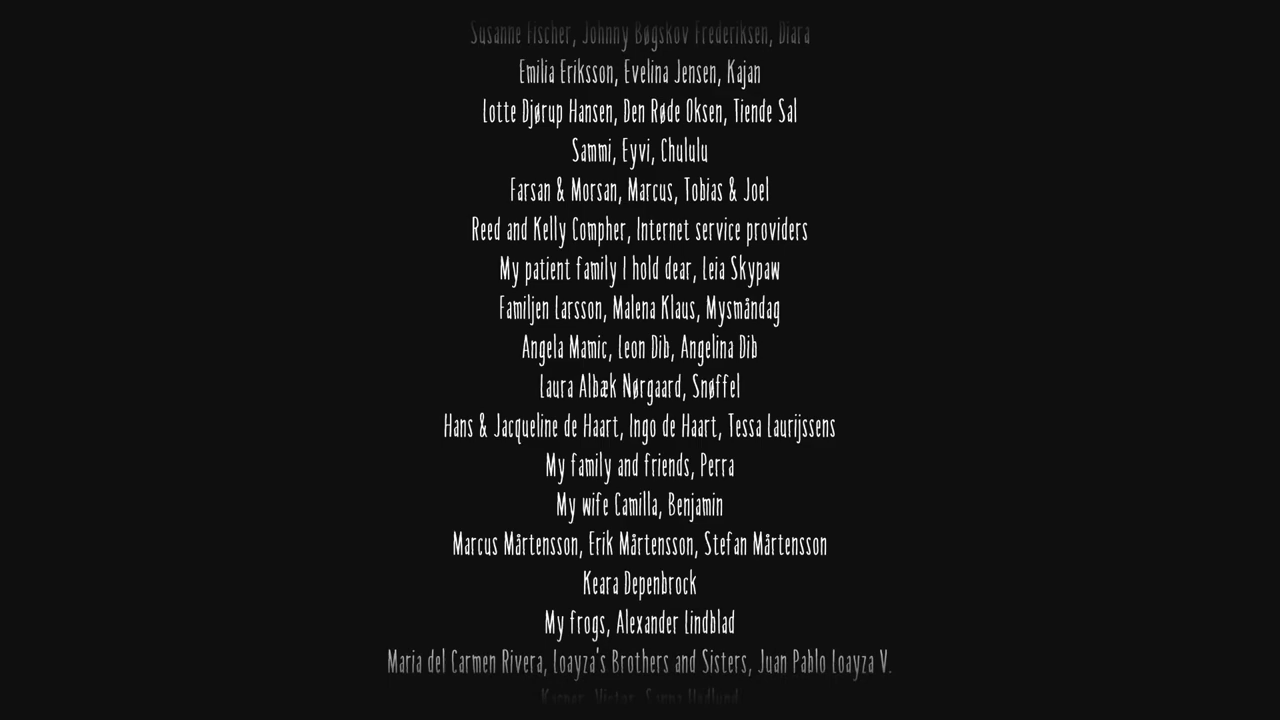 Susanne Fischer, Johnny Bøgskov Frederiksen, Diara
Emilia Eriksson, Evelina Jensen, Kajan
Lotte Djørup Hansen, Den Røde Oksen, Tiende Sal
Sammi, Eyvi, Chululu
Farsan & Morsan, Marcus, Tobias & Joel
Reed and Kelly Compher, Internet service providers
My patient family I hold dear, Leia Skypaw
Familjen Larsson, Malena Klaus, Mysmåndag
Angela Mamic, Leon Dib, Angelina Dib
Laura Albæk Nørgaard, Snøffel
Hans & Jacqueline de Haart, Ingo de Haart, Tessa Laurijssens
My family and friends, Perra
My wife Camilla, Benjamin
Marcus Mårtensson, Erik Mårtensson, Stefan Mårtensson
Keara Depenbrock
My frogs, Alexander Lindblad
Maria del Carmen Rivera, Loayza's Brothers and Sisters, Juan Pablo Loayza V.